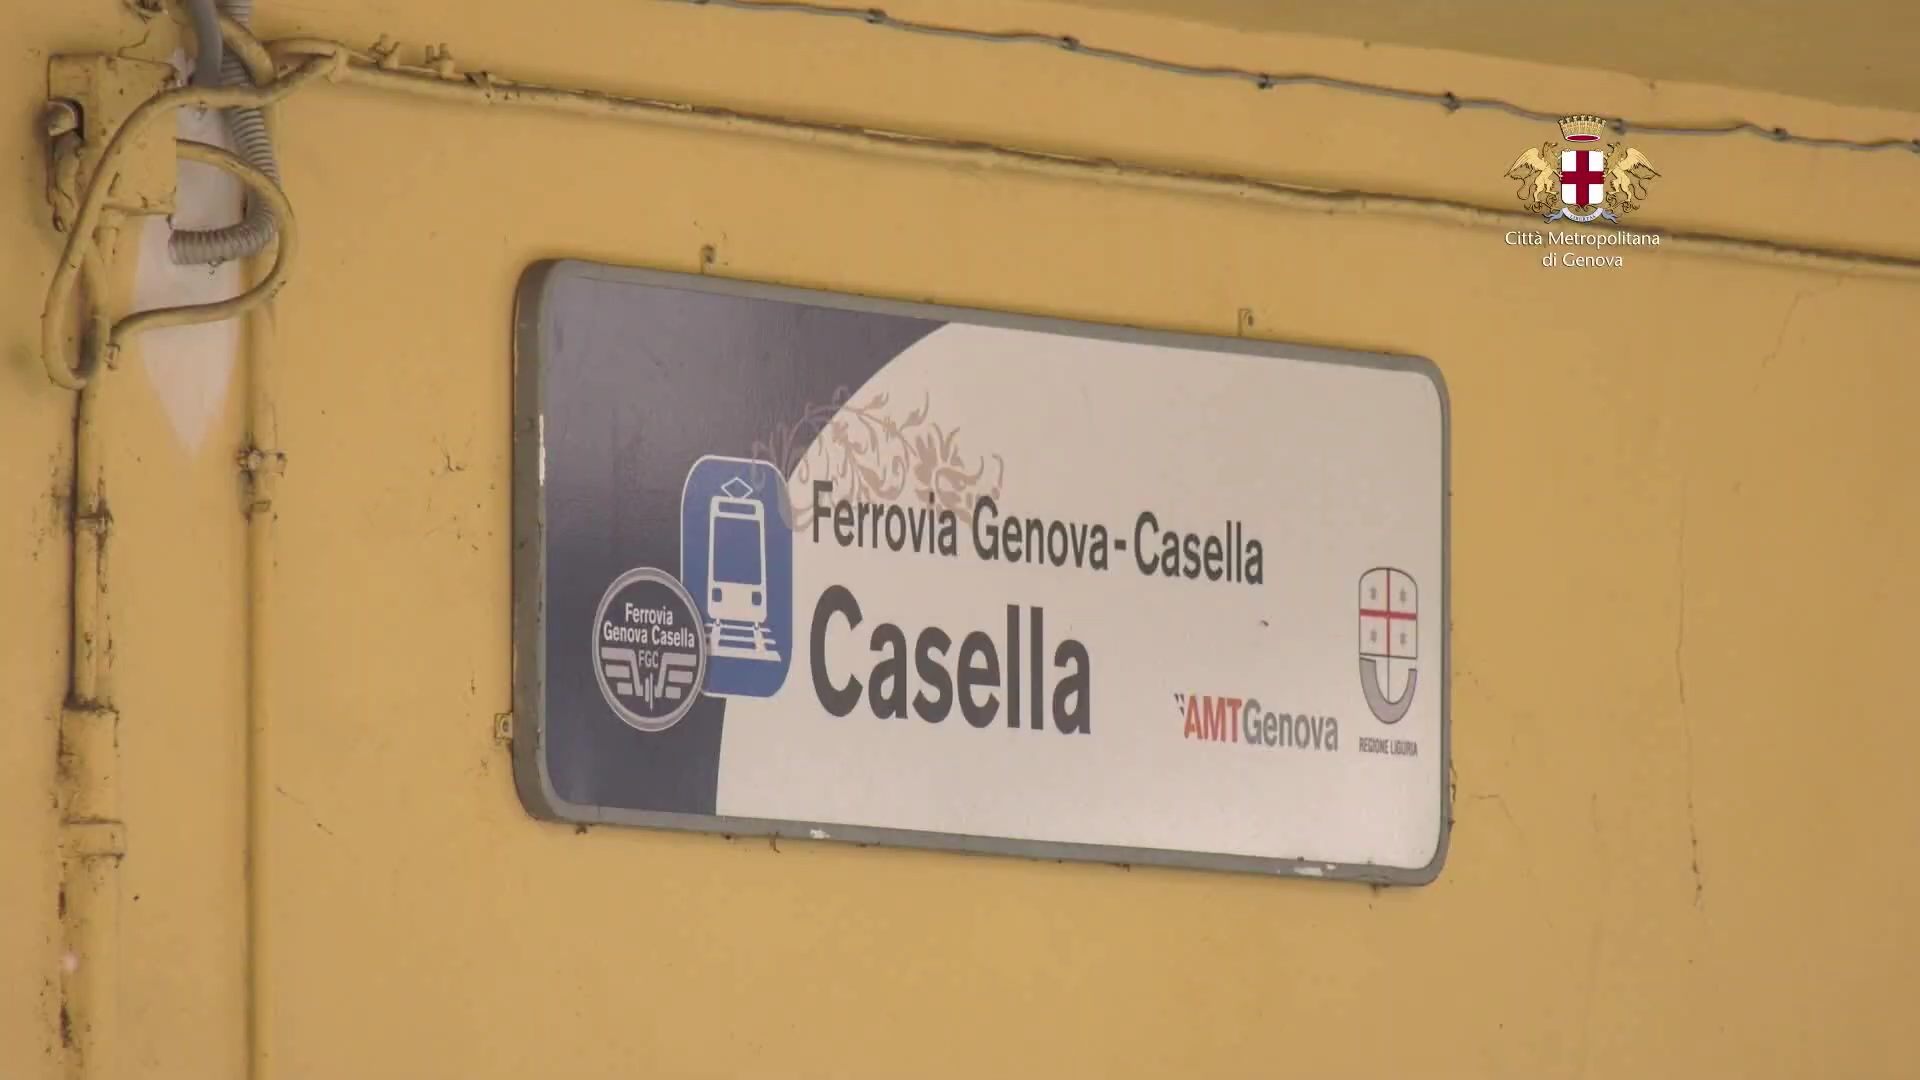 Città Metropolitana
di Genova
Ferrovia Genova-Casella
Casella
Ferrovia
Genova Casella
FGC
AMTGenova
REGIONE LIGURIA